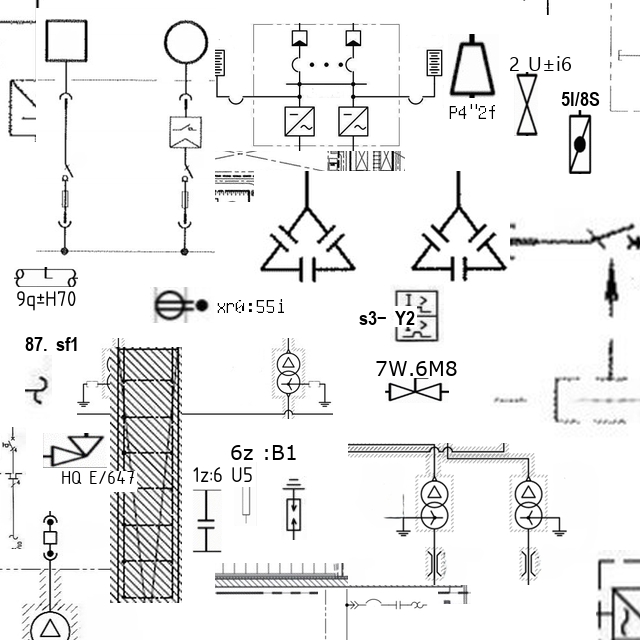 2 U±i6
P4"2f
5I/8S
9q±H70
xr0:55i
s3– Y2
87. sf1
7W.6M8
6z :B1
HQ E/647
1z:6 U5